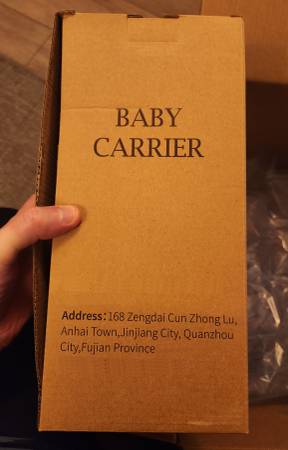 BABY
CARRIER
Address: 168 Zengdai Cun Zhong Lu,
Anhai Town,Jinjiang City, Quanzhou
City,Fujian Province